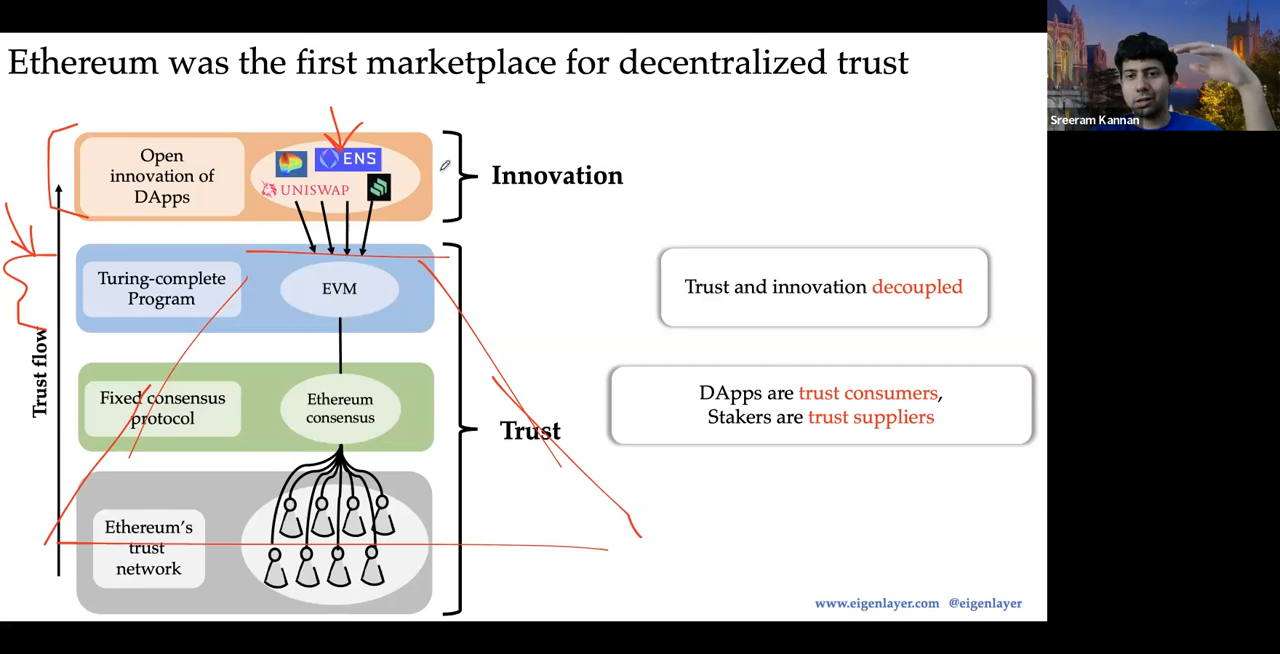 Ethereum was the first marketplace for decentralized trust
Sreeram Kannan
Open
innovation of
DApps
ENS
UNISWAP
Innovation
Turing-complete
Program
EVM
Trust and innovation decoupled
Trust flow
Fixed consensus
protocol
Ethereum
consensus
Trust
DApps are trust consumers,
Stakers are trust suppliers
Ethereum's
trust
network
www.eigenlayer.com @eigenlayer